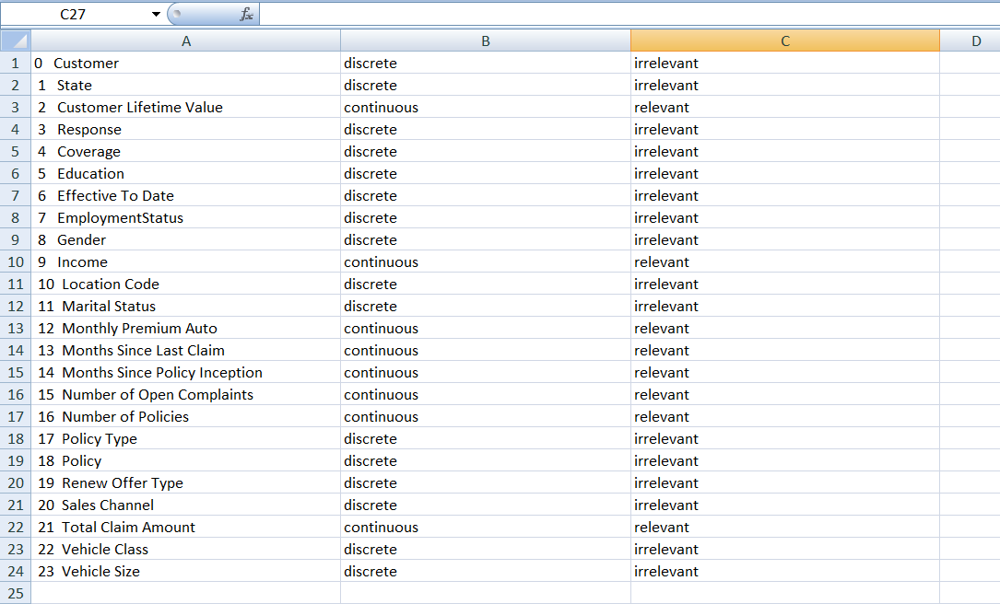 C27 fx
A B C D
1 0 Customer discrete irrelevant
2 1 State discrete irrelevant
3 2 Customer Lifetime Value continuous relevant
4 3 Response discrete irrelevant
5 4 Coverage discrete irrelevant
6 5 Education discrete irrelevant
7 6 Effective To Date discrete irrelevant
8 7 EmploymentStatus discrete irrelevant
9 8 Gender discrete irrelevant
10 9 Income continuous relevant
11 10 Location Code discrete irrelevant
12 11 Marital Status discrete irrelevant
13 12 Monthly Premium Auto continuous relevant
14 13 Months Since Last Claim continuous relevant
15 14 Months Since Policy Inception continuous relevant
16 15 Number of Open Complaints continuous relevant
17 16 Number of Policies continuous relevant
18 17 Policy Type discrete irrelevant
19 18 Policy discrete irrelevant
20 19 Renew Offer Type discrete irrelevant
21 20 Sales Channel discrete irrelevant
22 21 Total Claim Amount continuous relevant
23 22 Vehicle Class discrete irrelevant
24 23 Vehicle Size discrete irrelevant
25